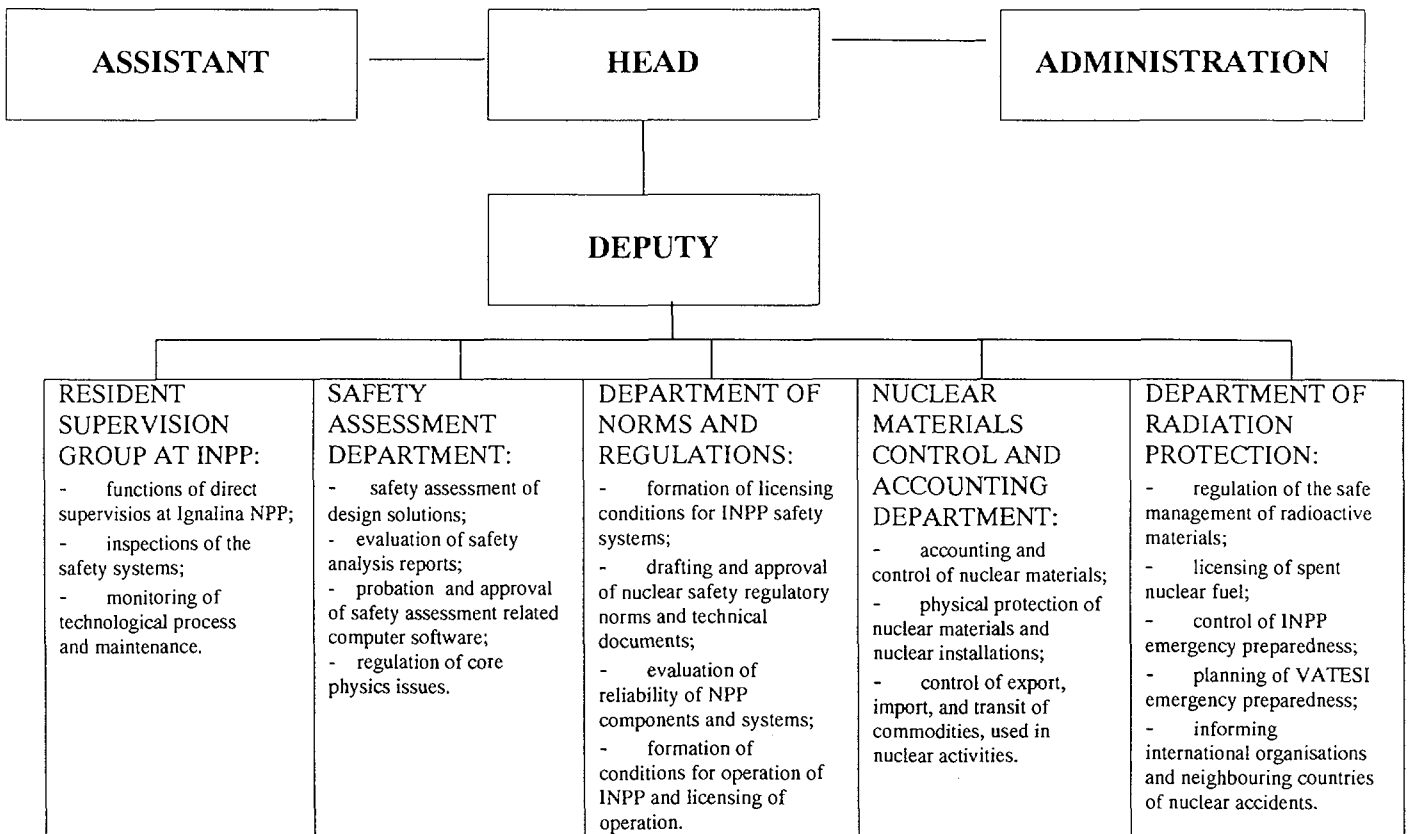 ASSISTANT
HEAD
ADMINISTRATION
DEPUTY
RESIDENT
SUPERVISION
GROUP AT INPP:
- functions of direct
supervisios at Ignalina NPP;
- inspections of the
safety systems;
- monitoring of
technological process
and maintenance.
SAFETY
ASSESSMENT
DEPARTMENT:
- safety assessment of
design solutions;
- evaluation of safety
analysis reports;
- probation and approval
of safety assessment related
computer software;
- regulation of core
physics issues.
DEPARTMENT OF
NORMS AND
REGULATIONS:
- formation of licensing
conditions for INPP safety
systems;
- drafting and approval
of nuclear safety regulatory
norms and technical
documents;
- evaluation of
reliability of NPP
components and systems;
- formation of
conditions for operation of
INPP and licensing of
operation.
NUCLEAR
MATERIALS
CONTROL AND
ACCOUNTING
DEPARTMENT:
- accounting and
control of nuclear materials;
- physical protection of
nuclear materials and
nuclear installations;
- control of export,
import, and transit of
commodities, used in
nuclear activities.
DEPARTMENT OF
RADIATION
PROTECTION:
- regulation of the safe
management of radioactive
materials;
- licensing of spent
nuclear fuel;
- control of INPP
emergency preparedness;
- planning of VATESI
emergency preparedness;
- informing
international organisations
and neighbouring countries
of nuclear accidents.